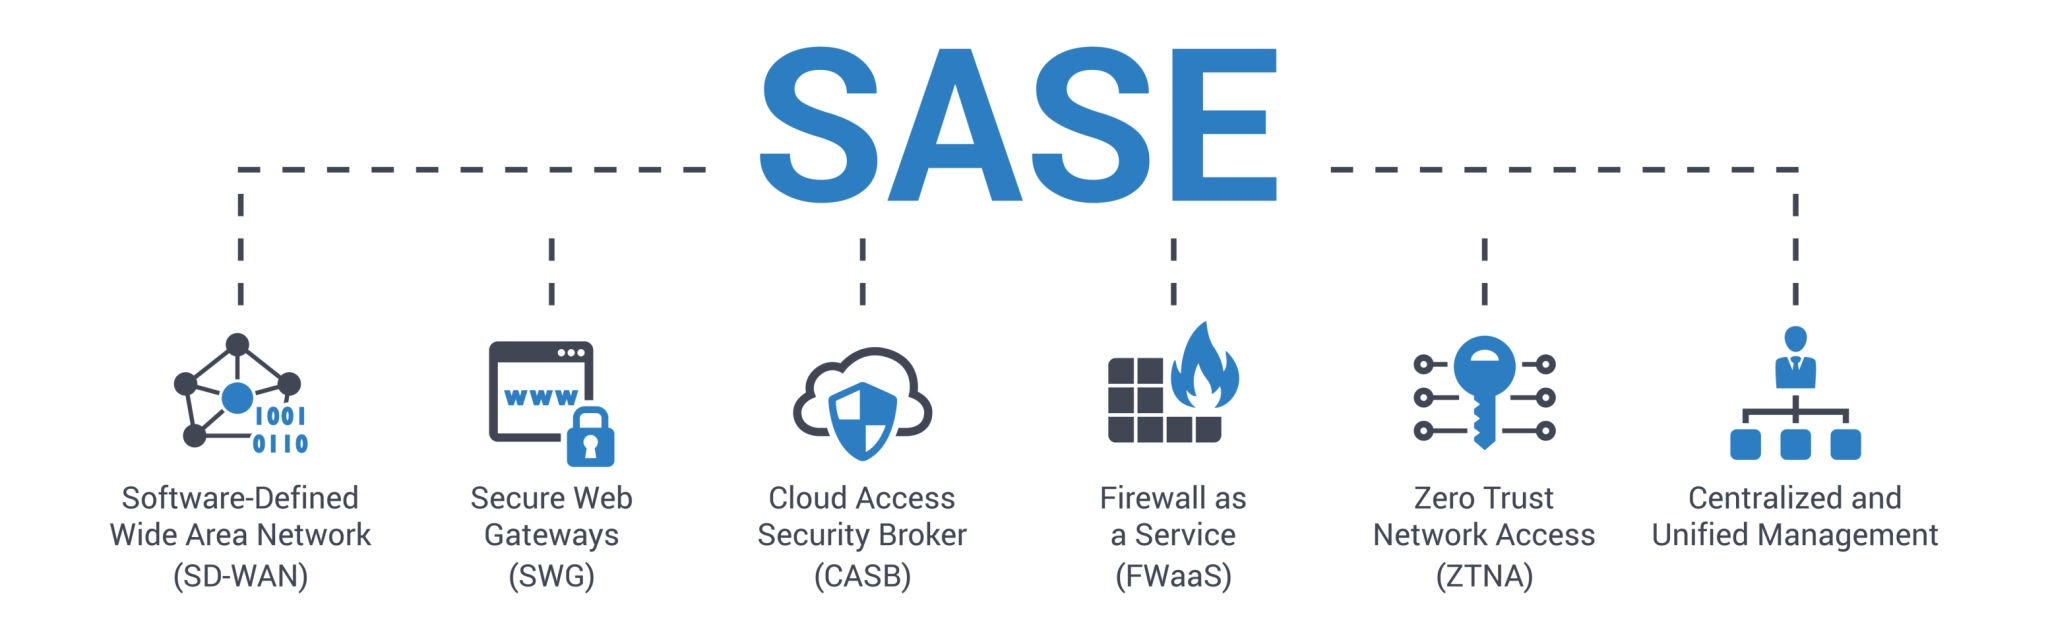 SASE
1001
0110
www
Software-Defined
Wide Area Network
(SD-WAN)
Secure Web
Gateways
(SWG)
Cloud Access
Security Broker
(CASB)
Firewall as
a Service
(FWaaS)
Zero Trust
Network Access
(ZTNA)
Centralized and
Unified Management